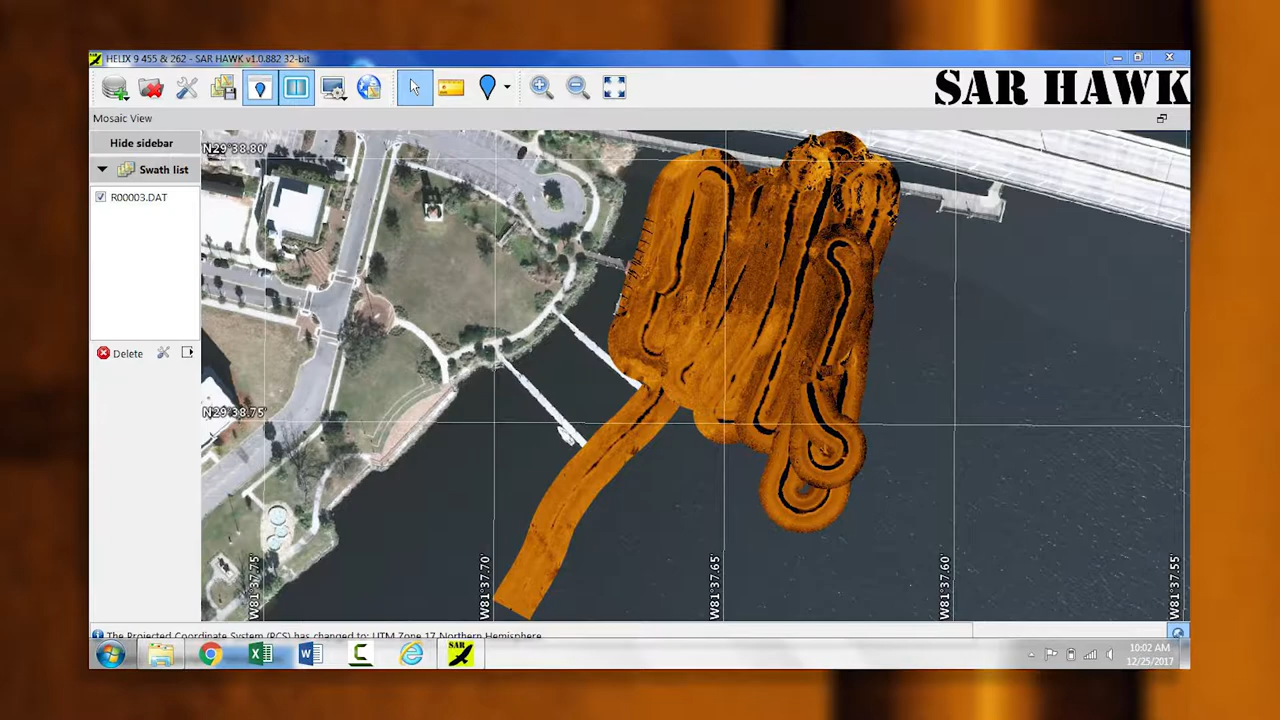 HELIX 9 455 & 262 - SAR HAWK v1.0.882 32-bit
SAR HAWK
Mosaic View
Hide sidebar
Swath list
R00003.DAT
Delete
N29°38.80'
N29°38.75'
W81°37.75'
W81°37.70'
W81°37.65'
W81°37.60'
W81°37.55'
The Projected Coordinate System (PCS) has changed to: UTM Zone 17 Northern Hemisphere
SAR
10:02 AM
12/25/2017